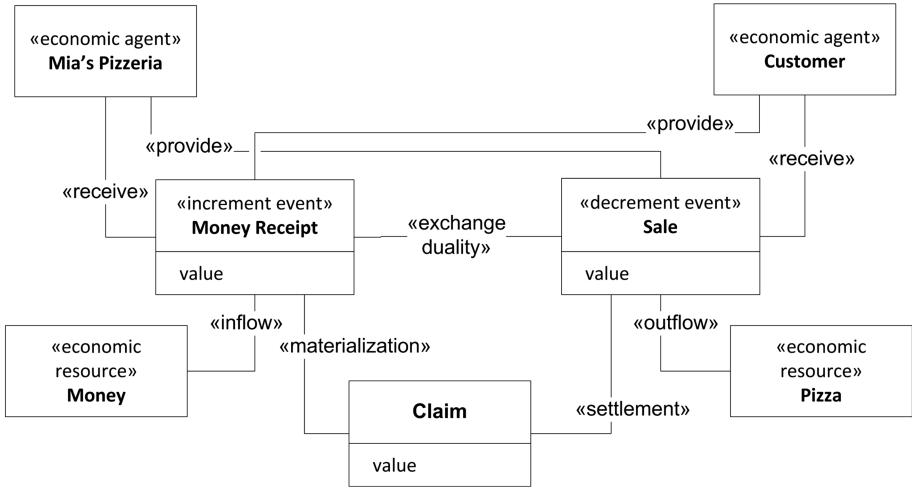 «economic agent»
Mia's Pizzeria
«economic agent»
Customer
«provide»
«provide»
«receive»
«receive»
«increment event»
Money Receipt
value
«exchange
duality»
«decrement event»
Sale
value
«inflow»
«outflow»
«materialization»
«economic
resource»
Money
«economic
resource»
Pizza
Claim
value
«settlement»